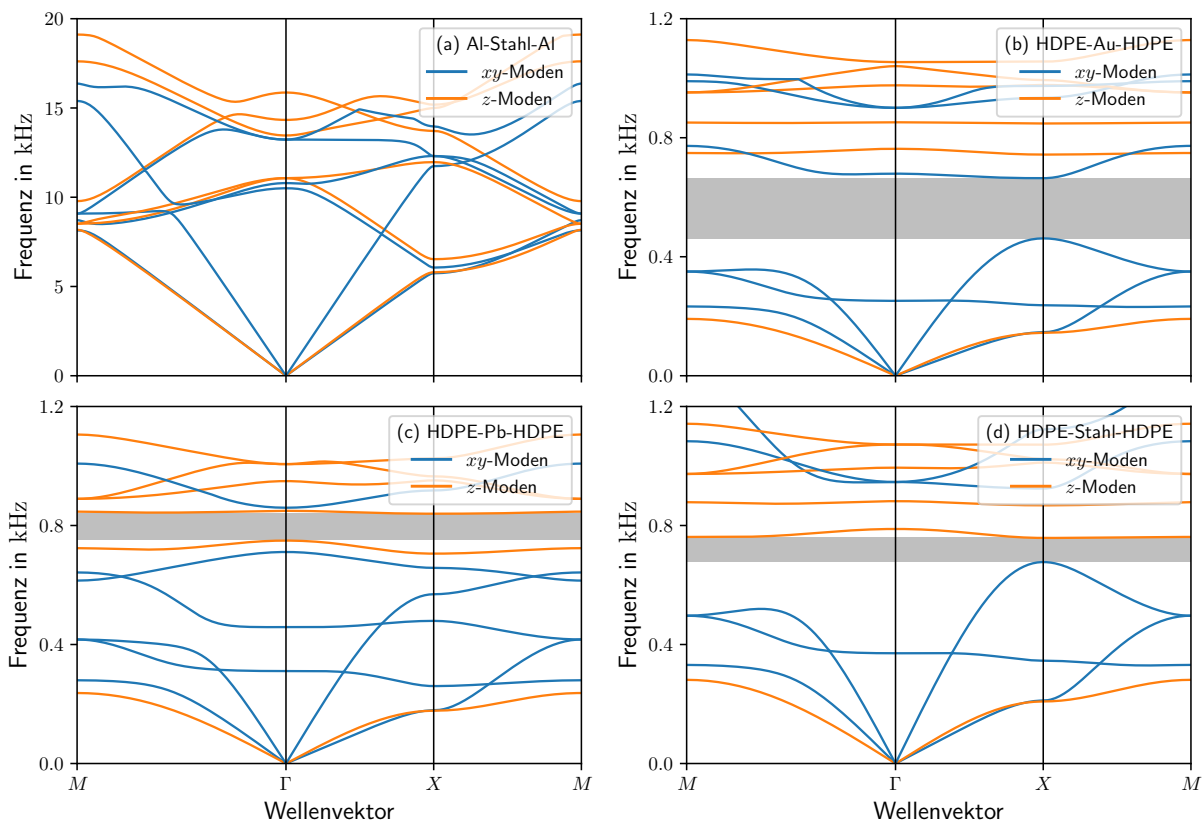 20
15
10
5
0
Frequenz in kHz
(a) Al-Stahl-Al
xy-Moden
z-Moden
1.2
0.8
0.4
0.0
Frequenz in kHz
(b) HDPE-Au-HDPE
xy-Moden
z-Moden
1.2
0.8
0.4
0.0
Frequenz in kHz
(c) HDPE-Pb-HDPE
xy-Moden
z-Moden
M Γ X M
Wellenvektor
1.2
0.8
0.4
0.0
Frequenz in kHz
(d) HDPE-Stahl-HDPE
xy-Moden
z-Moden
M Γ X M
Wellenvektor